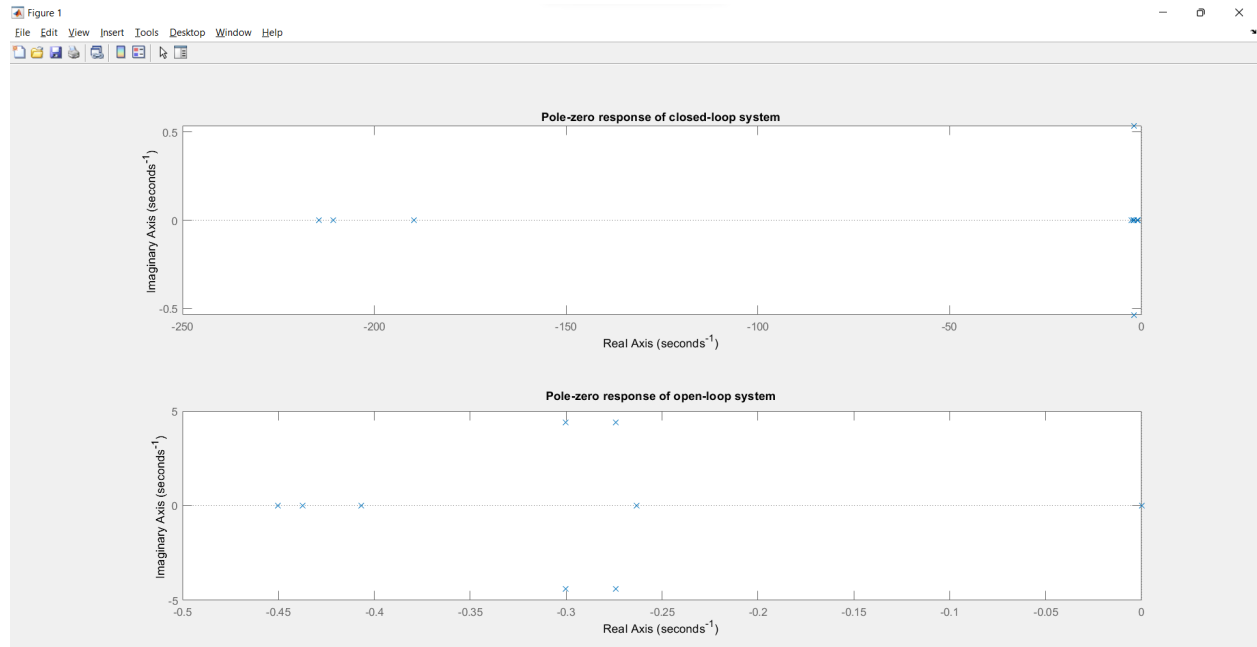 Figure 1
File Edit View Insert Tools Desktop Window Help
Pole-zero response of closed-loop system
0.5
0
-0.5
Imaginary Axis (seconds^-1)
-250 -200 -150 -100 -50 0
Real Axis (seconds^-1)
Pole-zero response of open-loop system
5
0
-5
Imaginary Axis (seconds^-1)
-0.5 -0.45 -0.4 -0.35 -0.3 -0.25 -0.2 -0.15 -0.1 -0.05 0
Real Axis (seconds^-1)